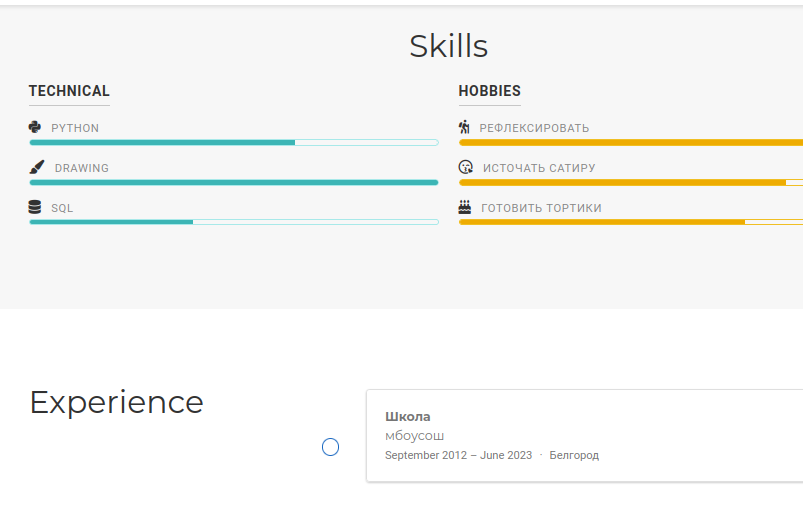 Skills
TECHNICAL
PYTHON
DRAWING
SQL
HOBBIES
РЕФЛЕКСИРОВАТЬ
ИСТОЧАТЬ САТИРУ
ГОТОВИТЬ ТОРТИКИ
Experience
Школа
мбоусош
September 2012 – June 2023 · Белгород